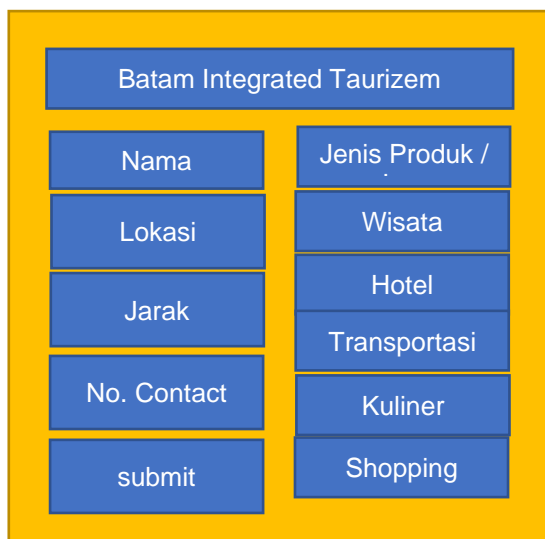 Batam Integrated Taurizem
Nama
Lokasi
Jarak
No. Contact
submit
Jenis Produk /
Wisata
Hotel
Transportasi
Kuliner
Shopping